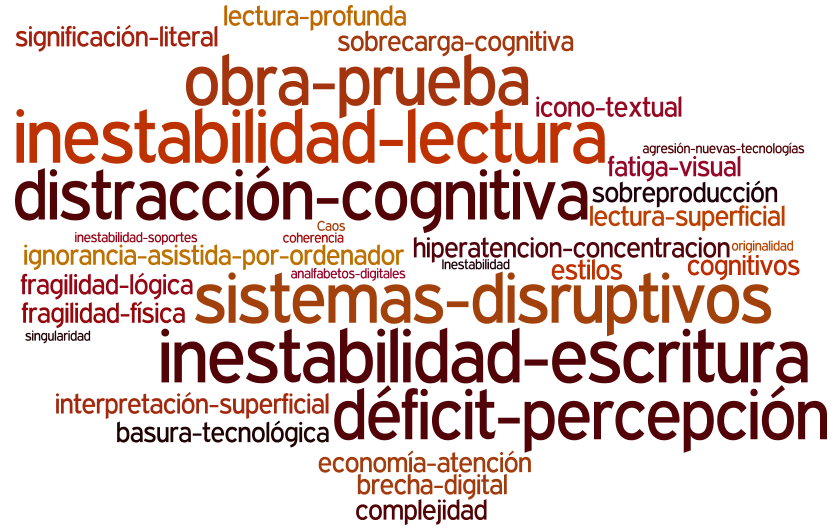 lectura-profunda
significación-literal
sobrecarga-cognitiva
obra-prueba
icono-textual
inestabilidad-lectura
agresión-nuevas-tecnologías
fatiga-visual
distracción-cognitiva
sobreproducción
lectura-superficial
Caos
inestabilidad-soportes
coherencia
ignorancia-asistida-por-ordenador
hiperatencion-concentracion
originalidad
Inestabilidad
analfabetos-digitales
estilos
cognitivos
fragilidad-lógica
sistemas-disruptivos
fragilidad-física
singularidad
inestabilidad-escritura
interpretación-superficial
déficit-percepción
basura-tecnológica
economía-atención
brecha-digital
complejidad